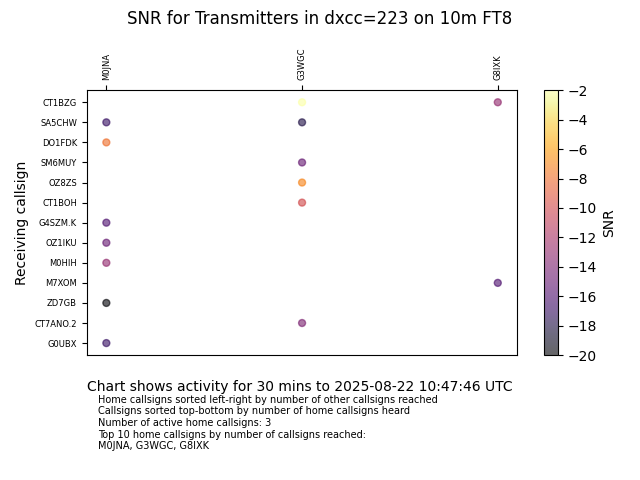 SNR for Transmitters in dxcc=223 on 10m FT8
M0JNA
G3WGC
G8IXK
CT1BZG
SA5CHW
DO1FDK
SM6MUY
OZ8ZS
CT1BOH
G4SZM.K
OZ1IKU
M0HIH
M7XOM
ZD7GB
CT7ANO.2
G0UBX
Receiving callsign
−2
−4
−6
−8
−10
−12
−14
−16
−18
−20
SNR
Chart shows activity for 30 mins to 2025-08-22 10:47:46 UTC
Home callsigns sorted left-right by number of other callsigns reached
Callsigns sorted top-bottom by number of home callsigns heard
Number of active home callsigns: 3
Top 10 home callsigns by number of callsigns reached:
M0JNA, G3WGC, G8IXK